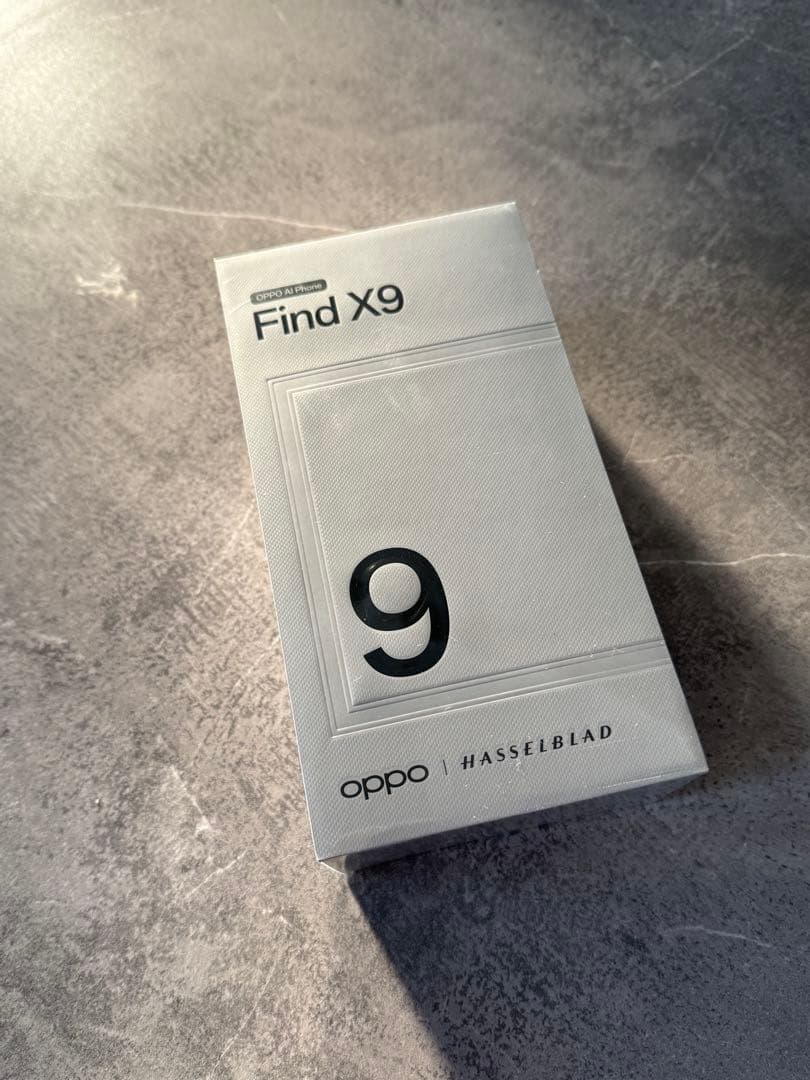 OPPO AI Phone
Find X9
9
oppo | HASSELBLAD